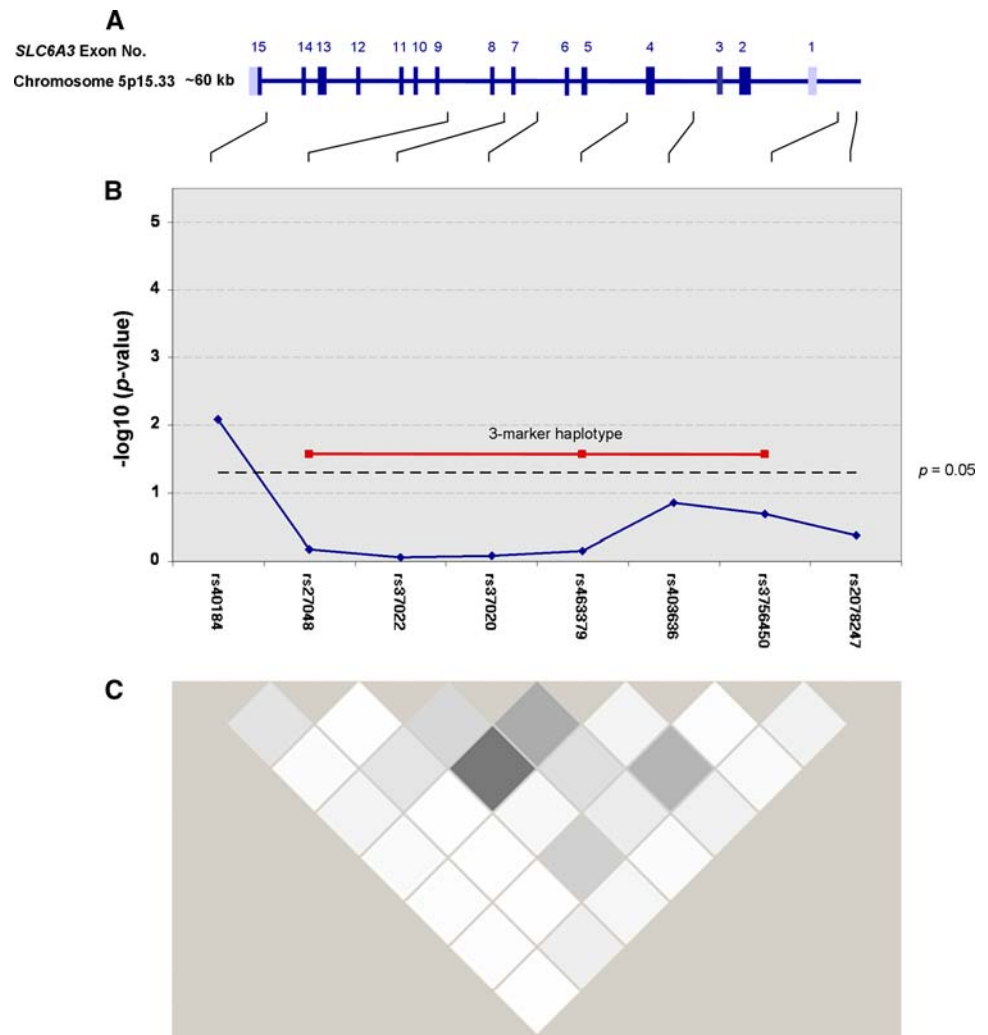 A
SLC6A3 Exon No.
15 14 13 12 11 10 9 8 7 6 5 4 3 2 1
Chromosome 5p15.33 ~60 kb
B
-log10 (p-value)
5
4
3
2
1
0
3-marker haplotype
p = 0.05
rs40184
rs27048
rs37022
rs37020
rs463379
rs403636
rs3756450
rs2078247
C